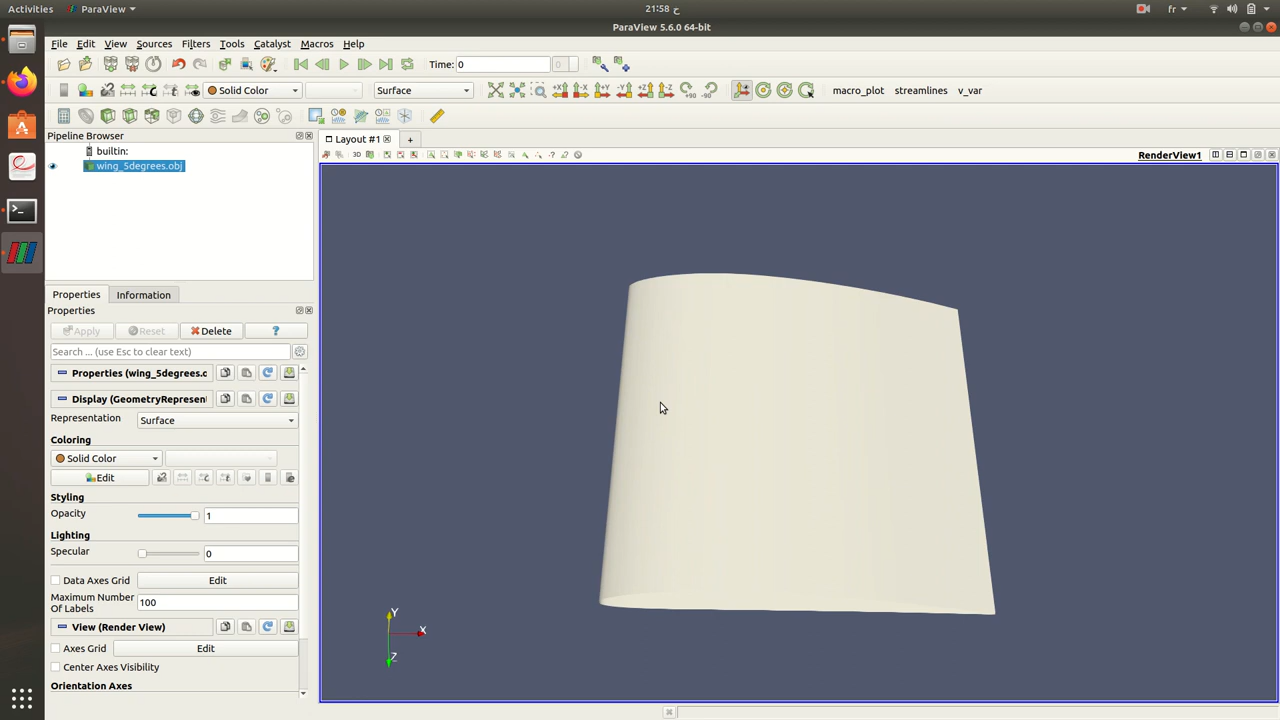 Activities ParaView 21:58 ح fr
ParaView 5.6.0 64-bit
File Edit View Sources Filters Tools Catalyst Macros Help
Time: 0 0
Solid Color Surface +X -X +Y -Y +Z -Z +90 -90 macro_plot streamlines v_var
Pipeline Browser
Layout #1 +
builtin:
3D RenderView1
wing_5degrees.obj
Properties Information
Properties
Apply Reset Delete ?
Search ... (use Esc to clear text)
Properties (wing_5degrees.o
Display (GeometryRepresent
Representation Surface
Coloring
Solid Color
Edit
Styling
Opacity 1
Lighting
Specular 0
Data Axes Grid Edit
Maximum Number
Of Labels 100
Y
View (Render View)
X
Axes Grid Edit
Z
Center Axes Visibility
Orientation Axes